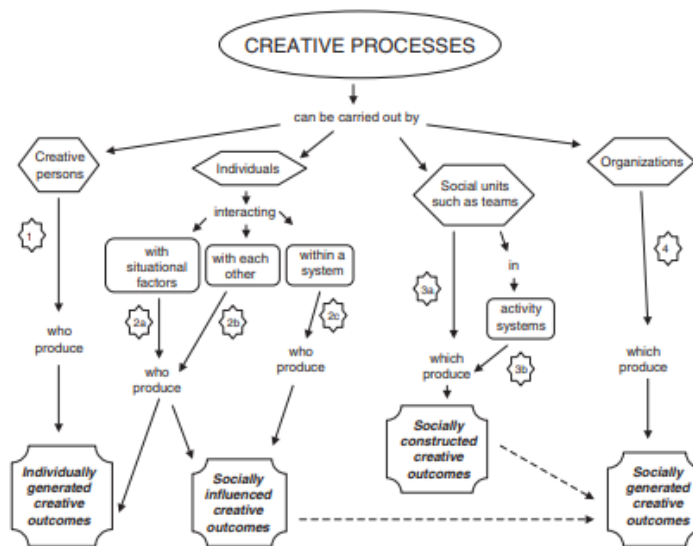 CREATIVE PROCESSES
can be carried out by
Creative
persons
Individuals
Social units
such as teams
Organizations
interacting
1
with
situational
factors
with each
other
within a
system
in
4
2a
2b
2c
3a
activity
systems
who
produce
who
produce
who
produce
which
produce
3b
which
produce
Individually
generated
creative
outcomes
Socially
influenced
creative
outcomes
Socially
constructed
creative
outcomes
Socially
generated
creative
outcomes